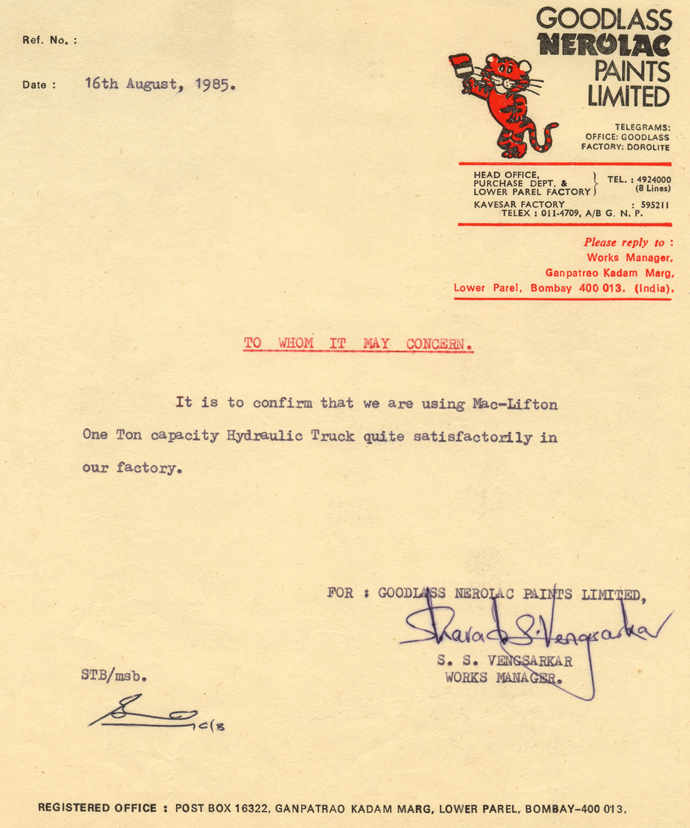 Ref. No. :
Date : 16th August, 1985.
GOODLASS
NEROLAC
PAINTS
LIMITED
TELEGRAMS:
OFFICE: GOODLASS
FACTORY: DOROLITE
HEAD OFFICE,
PURCHASE DEPT. &
LOWER PAREL FACTORY } TEL. : 4924000
(8 Lines)
KAVESAR FACTORY : 595211
TELEX : 011-4709, A/B G. N. P.
Please reply to :
Works Manager,
Ganpatrao Kadam Marg,
Lower Parel, Bombay 400 013. (India).
TO WHOM IT MAY CONCERN.
It is to confirm that we are using Mac-Lifton
One Ton capacity Hydraulic Truck quite satisfactorily in
our factory.
FOR : GOODLASS NEROLAC PAINTS LIMITED,
Sharad S. Vengsarkar
S. S. VENGSARKAR
WORKS MANAGER.
STB/msb.
REGISTERED OFFICE : POST BOX 16322, GANPATRAO KADAM MARG, LOWER PAREL, BOMBAY-400 013.